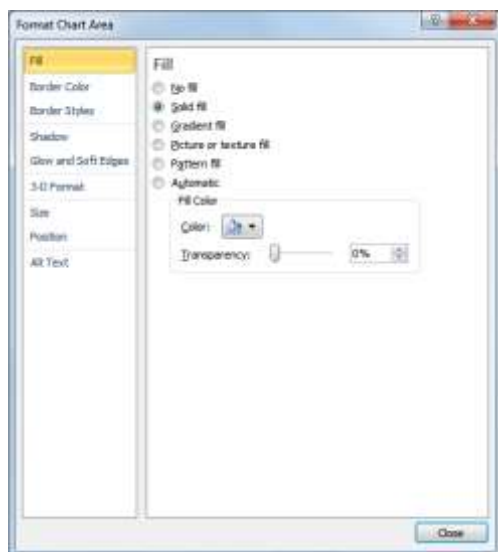 Format Chart Area
Fill
Border Color
Border Styles
Shadow
Glow and Soft Edges
3-D Format
Size
Position
Alt Text
Fill
No fill
Solid fill
Gradient fill
Picture or texture fill
Pattern fill
Automatic
Fill Color
Color:
Transparency: 0%
Close